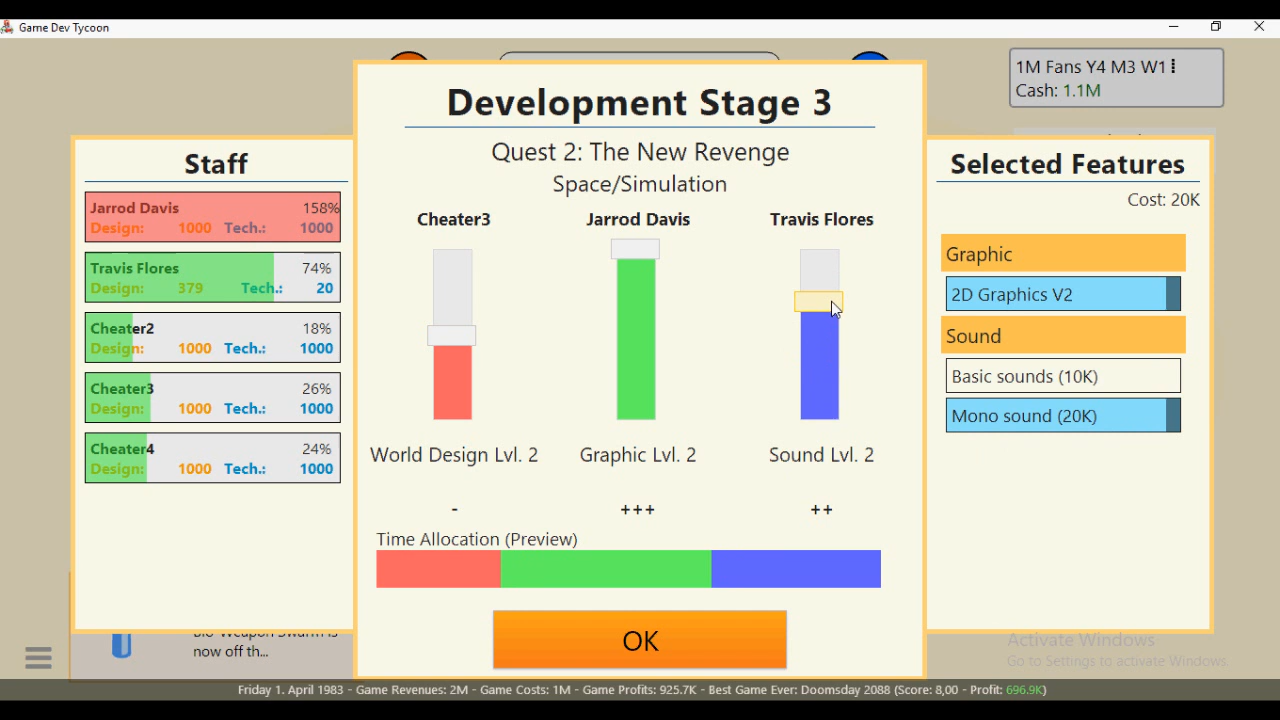 Game Dev Tycoon
1M Fans Y4 M3 W1
Cash: 1.1M
Development Stage 3
Quest 2: The New Revenge
Space/Simulation
Staff
Jarrod Davis 158%
Design: 1000 Tech.: 1000
Travis Flores 74%
Design: 379 Tech.: 20
Cheater2 18%
Design: 1000 Tech.: 1000
Cheater3 26%
Design: 1000 Tech.: 1000
Cheater4 24%
Design: 1000 Tech.: 1000
Cheater3 Jarrod Davis Travis Flores
World Design Lvl. 2 Graphic Lvl. 2 Sound Lvl. 2
- +++ ++
Time Allocation (Preview)
OK
Selected Features
Cost: 20K
Graphic
2D Graphics V2
Sound
Basic sounds (10K)
Mono sound (20K)
now off th...
Activate Windows
Go to Settings to activate Windows.
Friday 1. April 1983 - Game Revenues: 2M - Game Costs: 1M - Game Profits: 925.7K - Best Game Ever: Doomsday 2088 (Score: 8,00 - Profit: 696.9K)